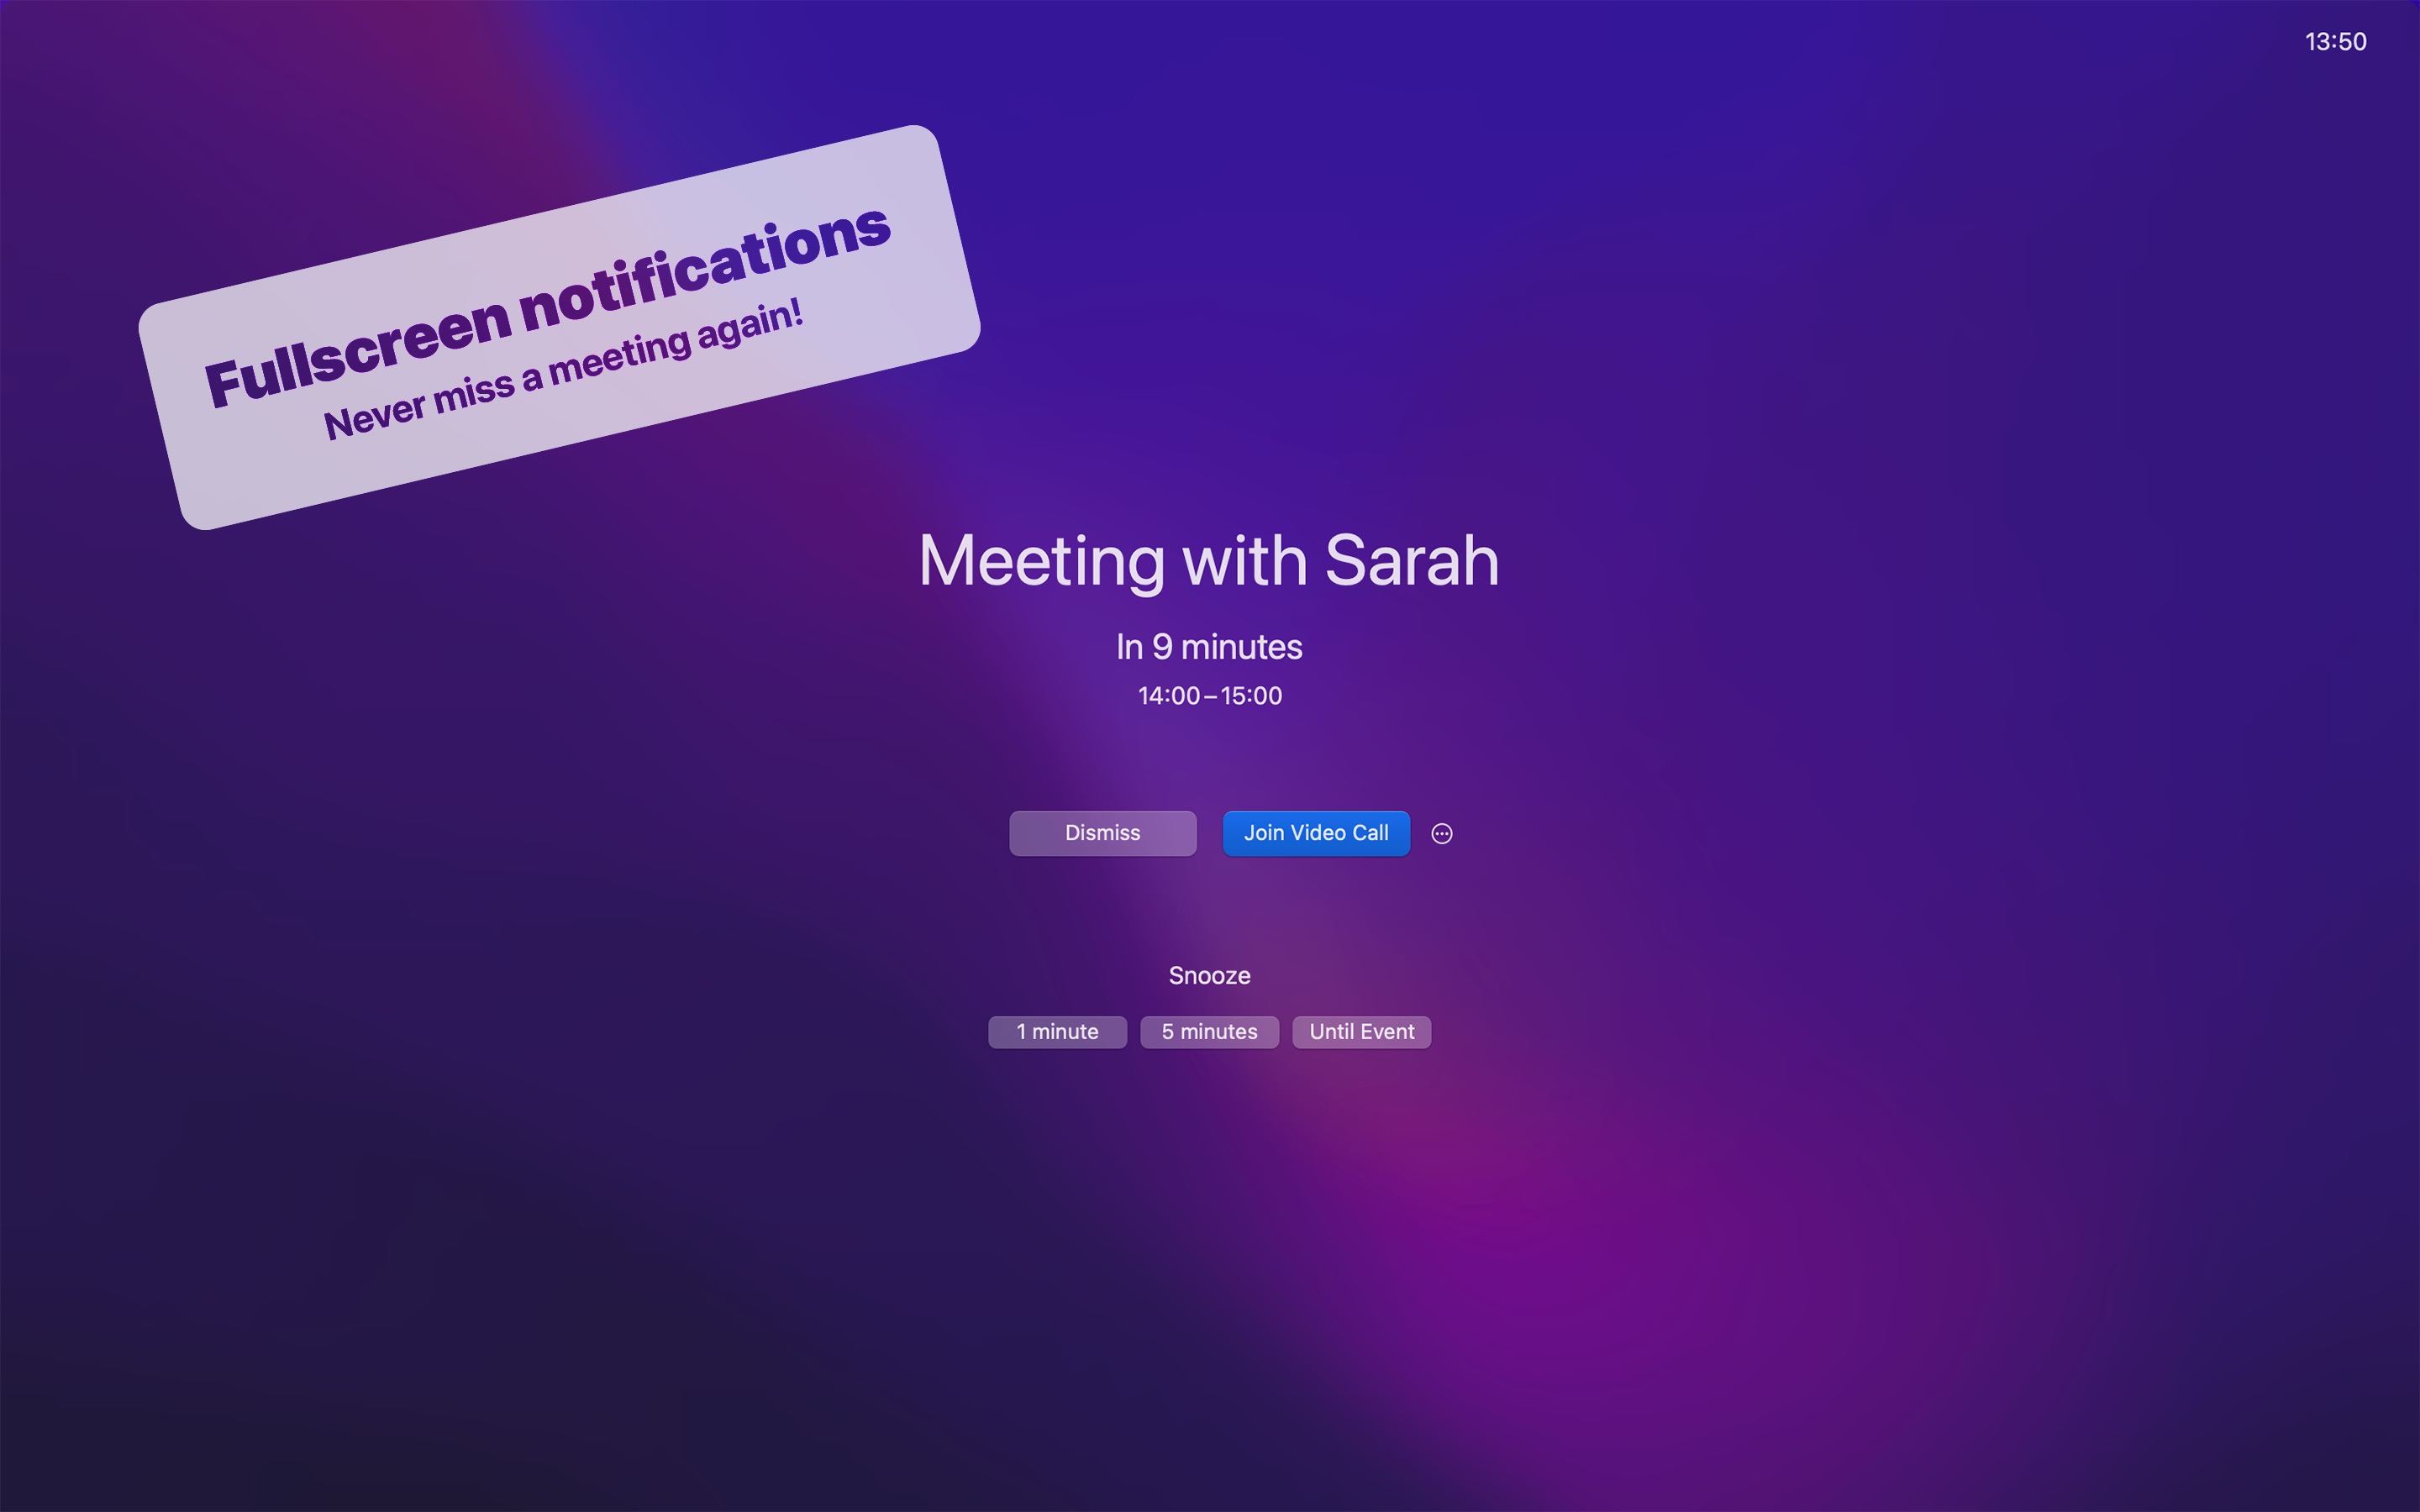 13:50
Fullscreen notifications
Never miss a meeting again!
Meeting with Sarah
In 9 minutes
14:00 – 15:00
Dismiss
Join Video Call
Snooze
1 minute
5 minutes
Until Event